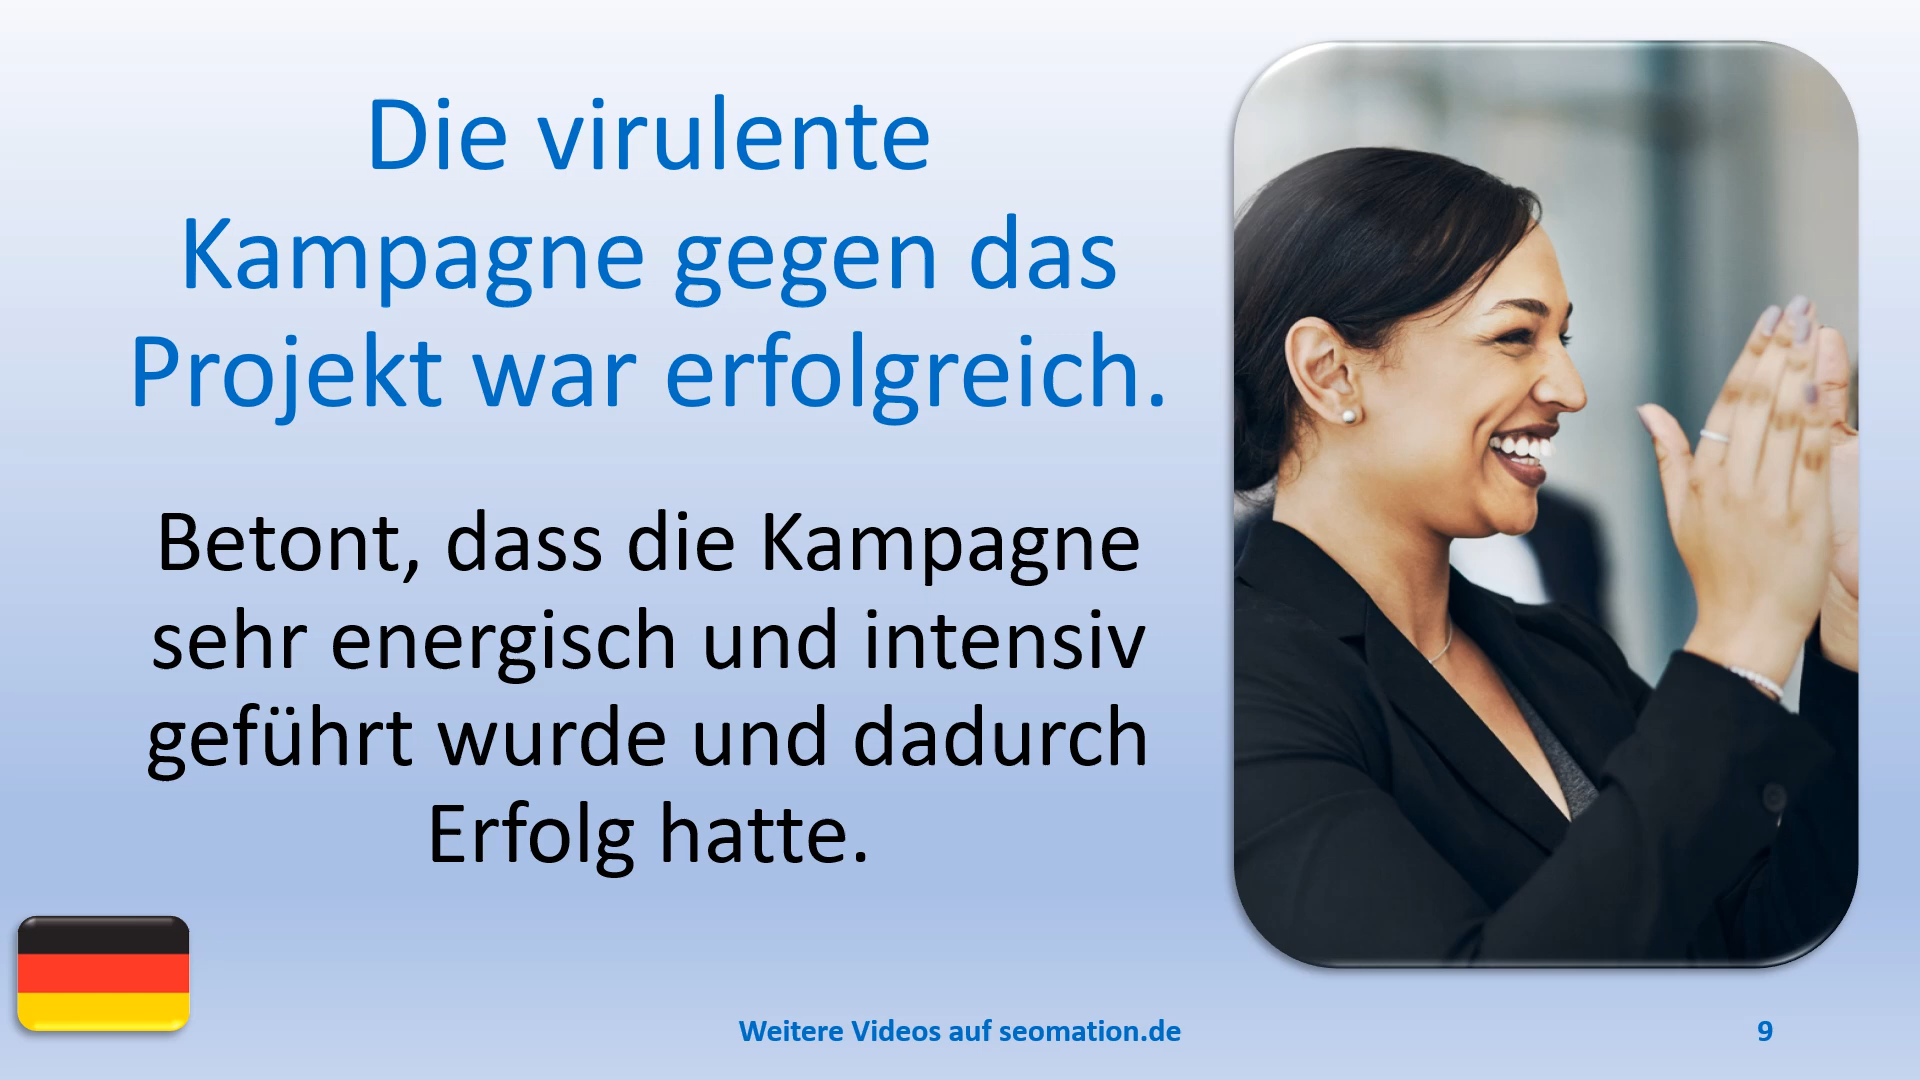 Die virulente
Kampagne gegen das
Projekt war erfolgreich.
Betont, dass die Kampagne
sehr energisch und intensiv
geführt wurde und dadurch
Erfolg hatte.
Weitere Videos auf seomation.de
9